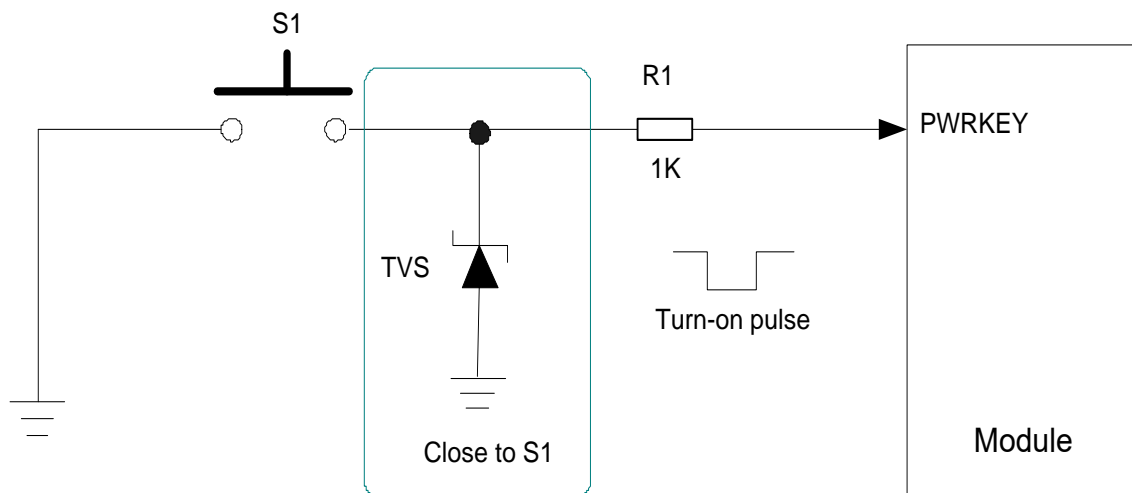 S1
R1
PWRKEY
1K
TVS
Turn-on pulse
Close to S1
Module